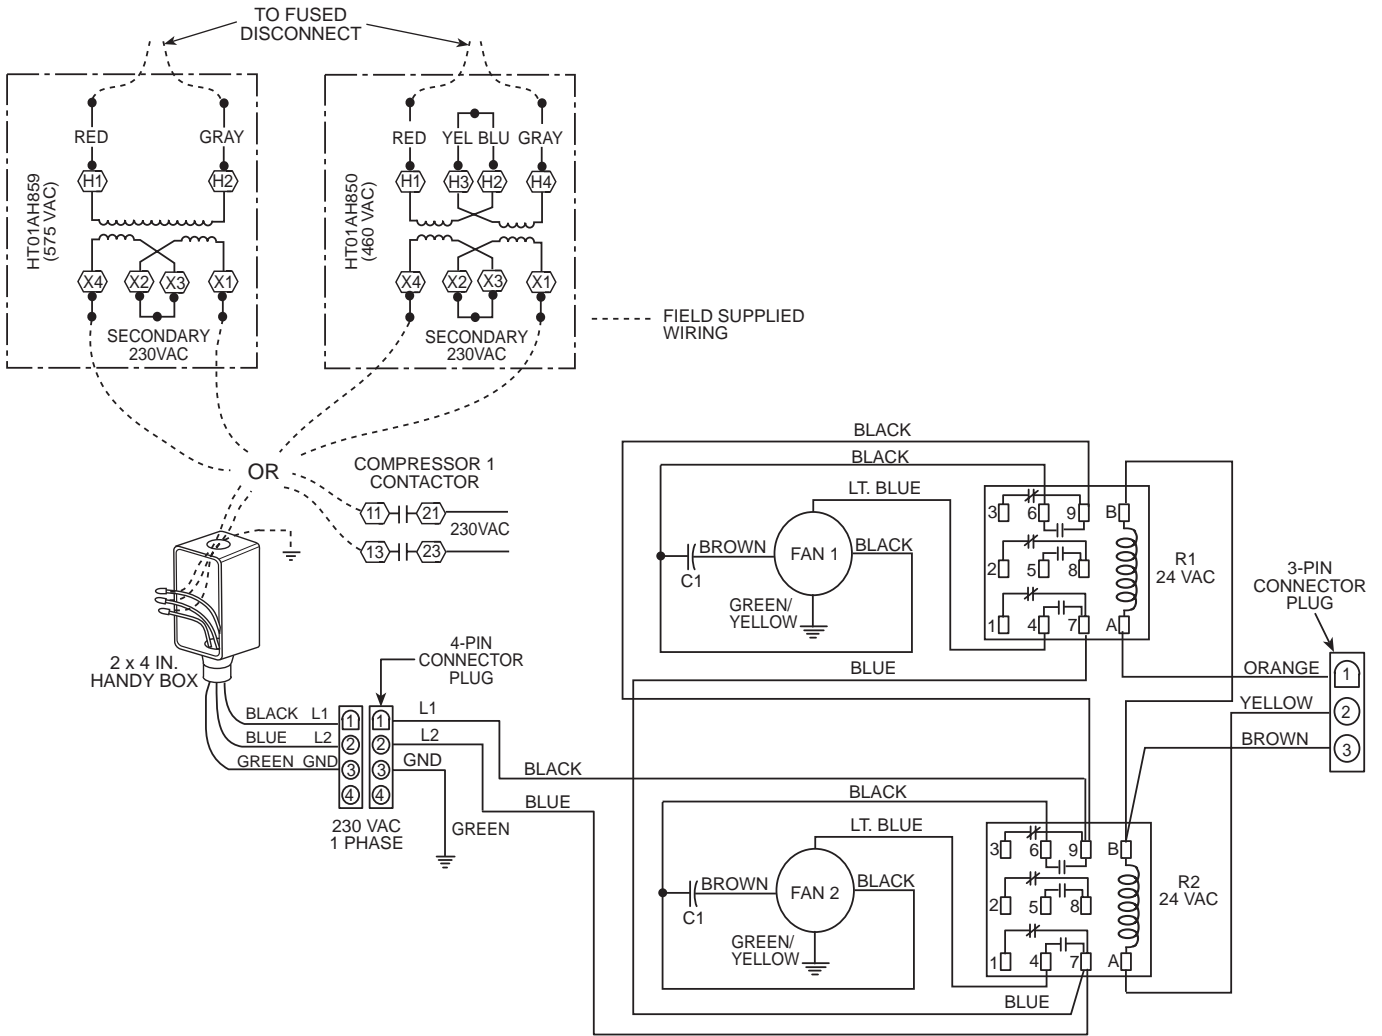 TO FUSED
DISCONNECT
RED
GRAY
H1
H2
HT01AH859
(575 VAC)
X4
X2
X3
X1
SECONDARY
230VAC
RED
YEL
BLU
GRAY
H1
H3
H2
H4
HT01AH850
(460 VAC)
X4
X2
X3
X1
SECONDARY
230VAC
FIELD SUPPLIED
WIRING
OR
COMPRESSOR 1
CONTACTOR
11
21
230VAC
13
23
2 x 4 IN.
HANDY BOX
4-PIN
CONNECTOR
PLUG
BLACK L1
BLUE L2
GREEN GND
1
2
3
4
1
2
3
4
L1
L2
GND
230 VAC
1 PHASE
GREEN
BLACK
BLUE
BLACK
BLACK
LT. BLUE
BROWN
FAN 1
BLACK
C1
GREEN/
YELLOW
BLUE
3
6
9
B
2
5
8
1
4
7
A
R1
24 VAC
3-PIN
CONNECTOR
PLUG
ORANGE
1
YELLOW
2
BROWN
3
BLACK
LT. BLUE
BROWN
FAN 2
BLACK
C1
GREEN/
YELLOW
BLUE
3
6
9
B
2
5
8
1
4
7
A
R2
24 VAC